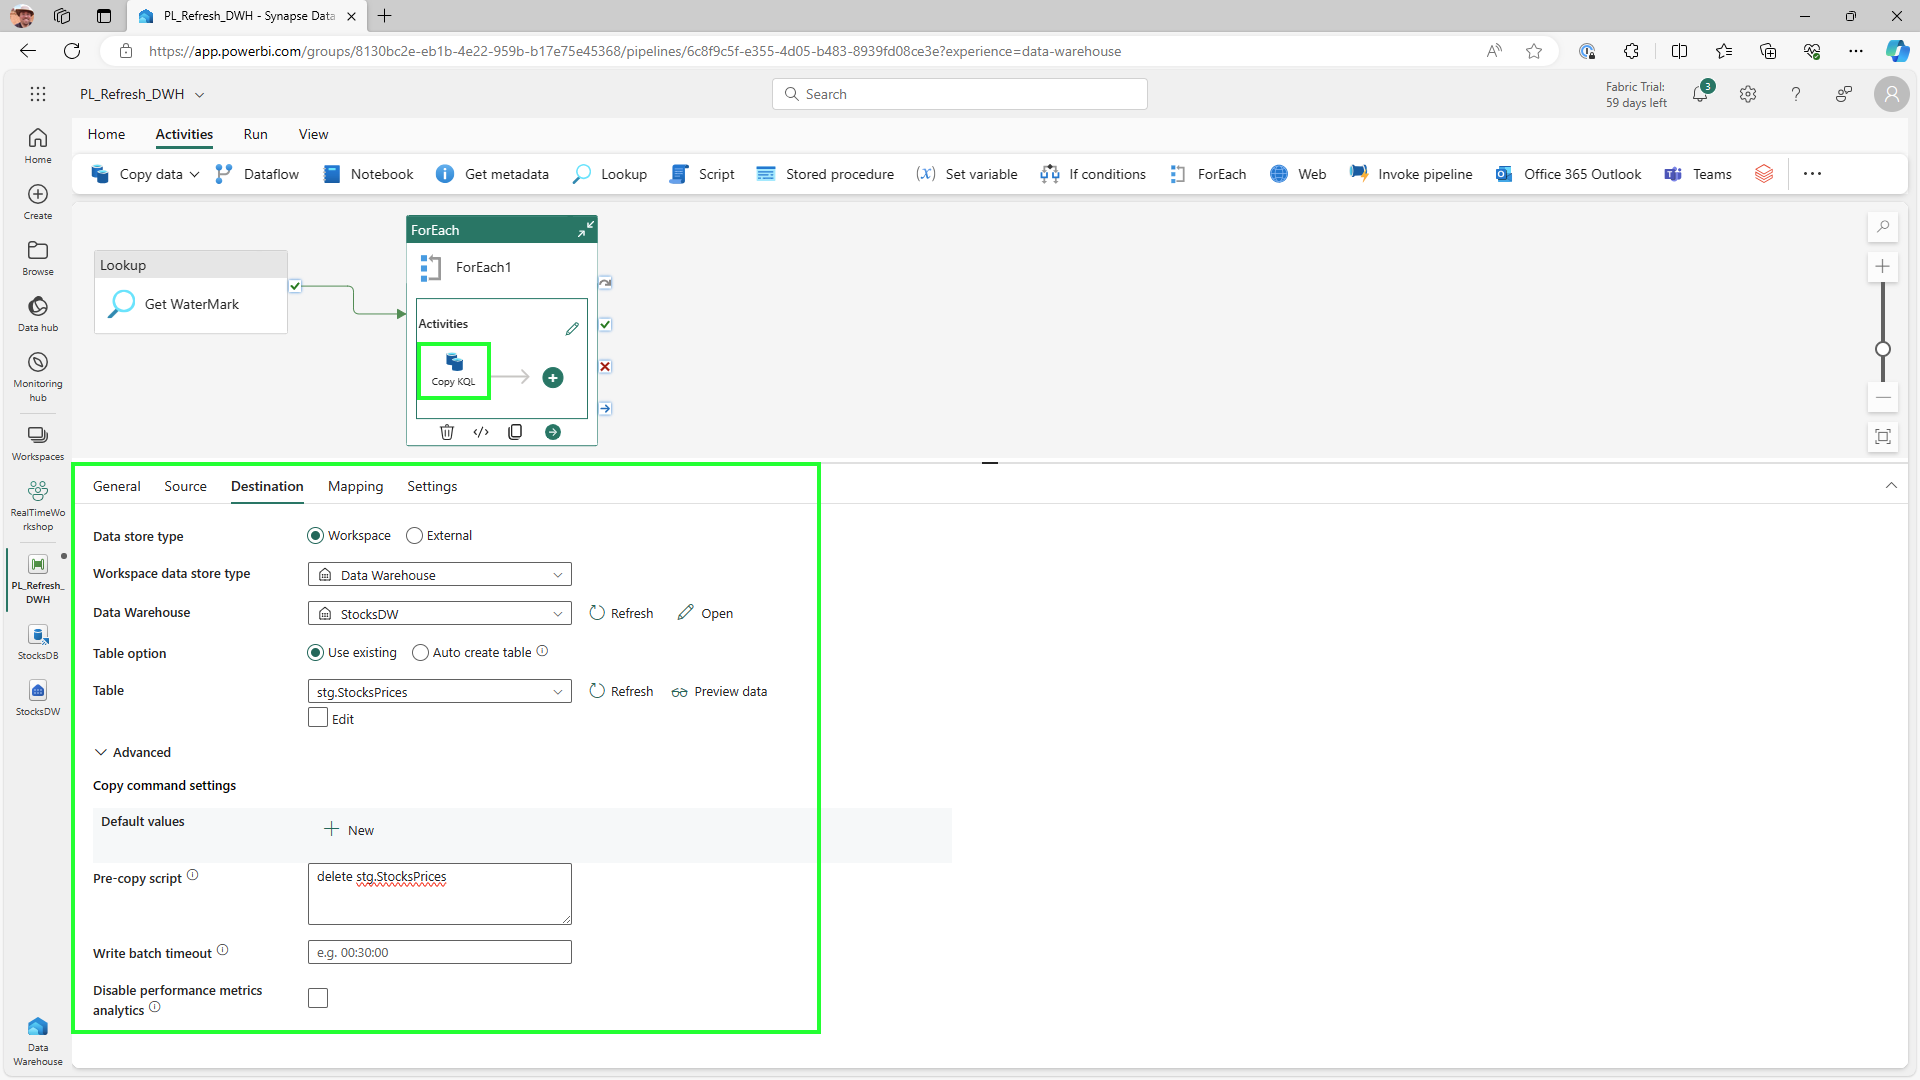 PL_Refresh_DWH - Synapse Data
https://app.powerbi.com/groups/8130bc2e-eb1b-4e22-959b-b17e75e45368/pipelines/6c8f9c5f-e355-4d05-b483-8939fd08ce3e?experience=data-warehouse
PL_Refresh_DWH
Search
Fabric Trial:
59 days left
3
Home
Activities
Run
View
Copy data
Dataflow
Notebook
Get metadata
Lookup
Script
Stored procedure
Set variable
If conditions
ForEach
Web
Invoke pipeline
Office 365 Outlook
Teams
Home
Create
Browse
Data hub
Monitoring
hub
Workspaces
RealTimeWo
rkshop
PL_Refresh_
DWH
StocksDB
StocksDW
Data
Warehouse
Lookup
Get WaterMark
ForEach
ForEach1
Activities
Copy KQL
General
Source
Destination
Mapping
Settings
Data store type
Workspace
External
Workspace data store type
Data Warehouse
Data Warehouse
StocksDW
Refresh
Open
Table option
Use existing
Auto create table
Table
stg.StocksPrices
Refresh
Preview data
Edit
Advanced
Copy command settings
Default values
New
Pre-copy script
delete stg.StocksPrices
Write batch timeout
e.g. 00:30:00
Disable performance metrics
analytics